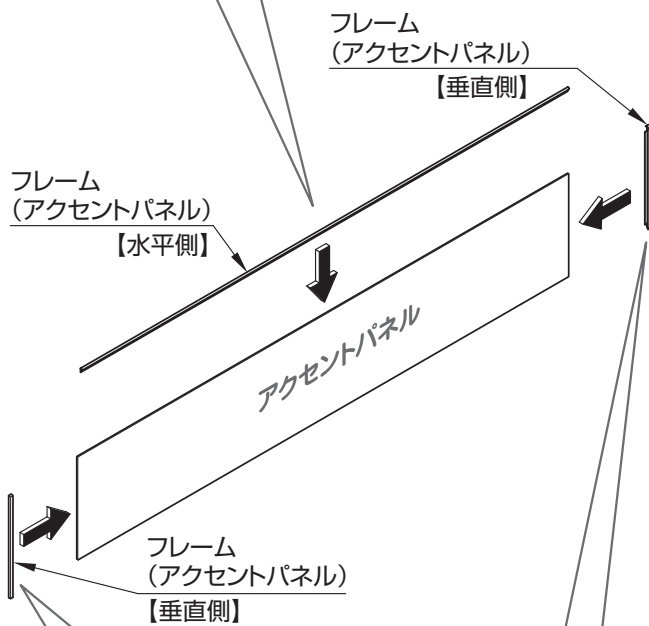 フレーム
（アクセントパネル）
【垂直側】
フレーム
（アクセントパネル）
【水平側】
アクセントパネル
フレーム
（アクセントパネル）
【垂直側】